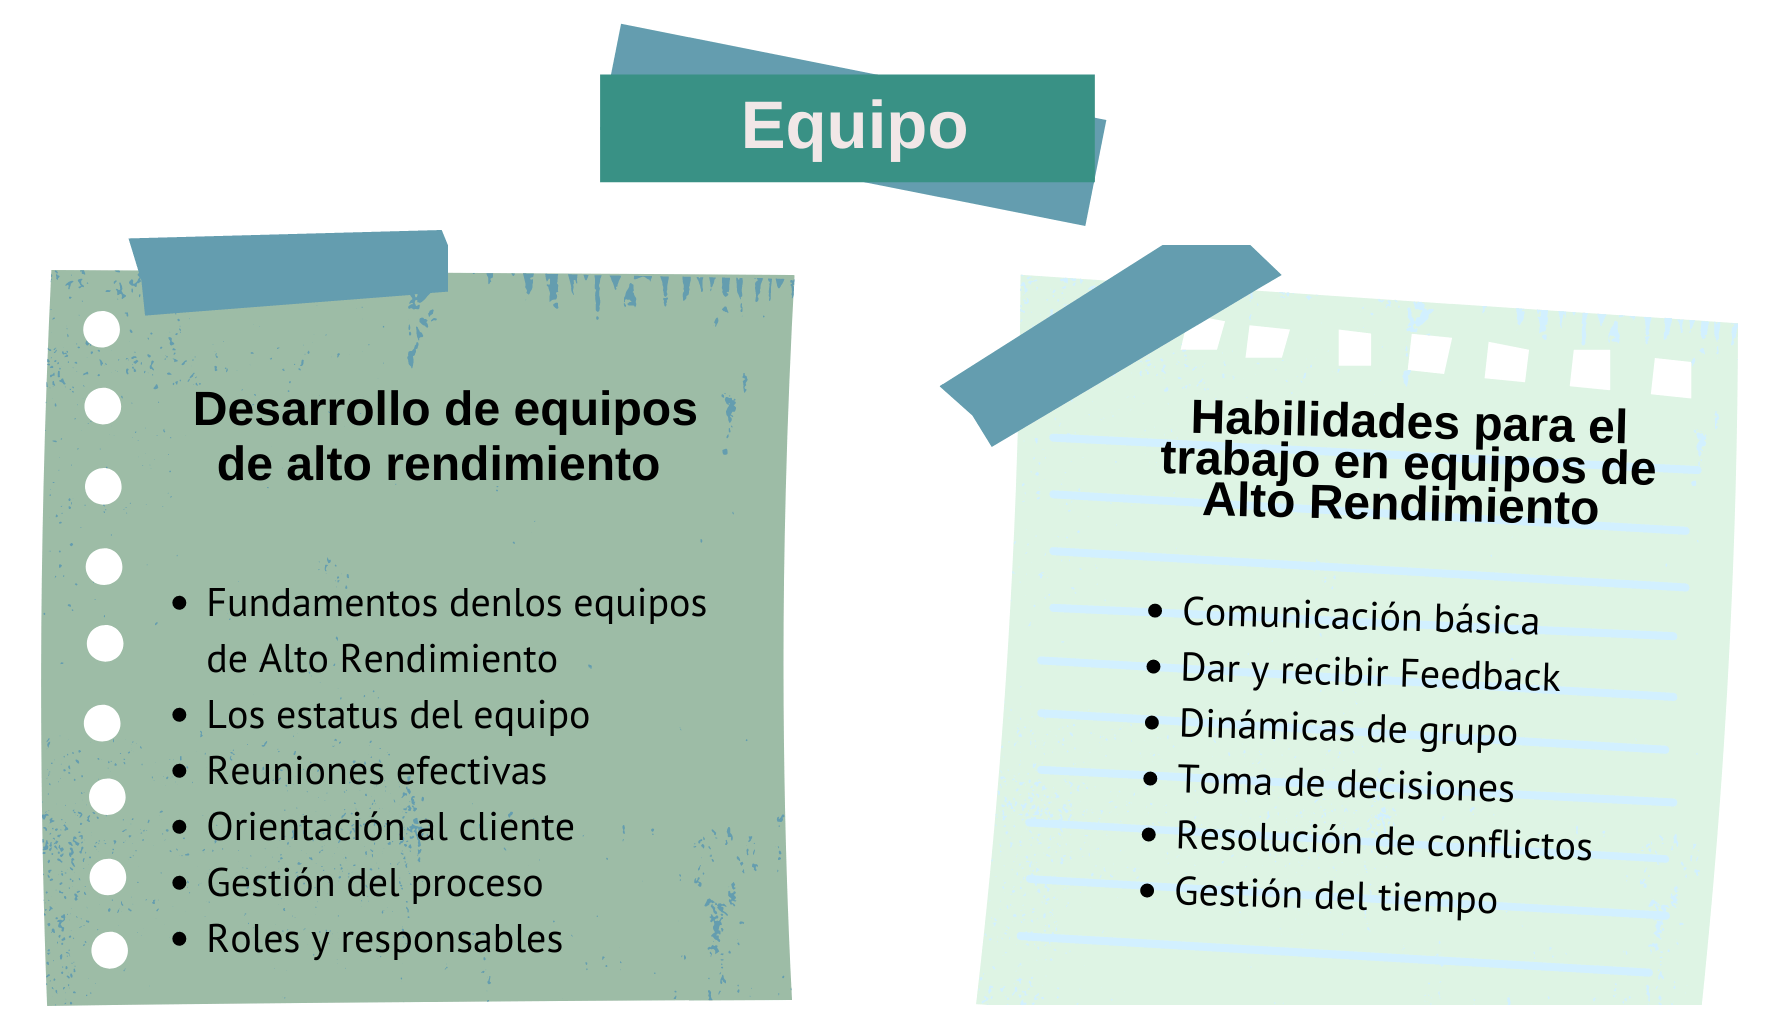 Equipo
Desarrollo de equipos
de alto rendimiento
Fundamentos denlos equipos
de Alto Rendimiento
Los estatus del equipo
Reuniones efectivas
Orientación al cliente
Gestión del proceso
Roles y responsables
Habilidades para el
trabajo en equipos de
Alto Rendimiento
Comunicación básica
Dar y recibir Feedback
Dinámicas de grupo
Toma de decisiones
Resolución de conflictos
Gestión del tiempo